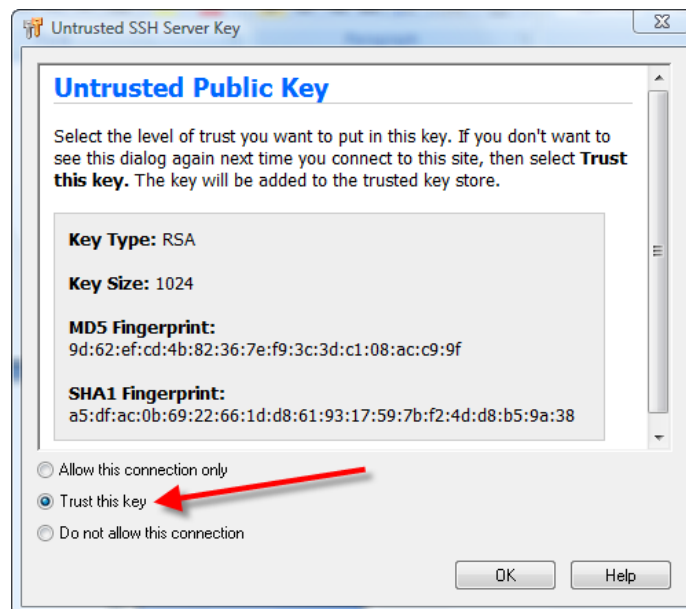 Untrusted SSH Server Key
Untrusted Public Key
Select the level of trust you want to put in this key. If you don't want to
see this dialog again next time you connect to this site, then select Trust
this key. The key will be added to the trusted key store.
Key Type: RSA
Key Size: 1024
MD5 Fingerprint:
9d:62:ef:cd:4b:82:36:7e:f9:3c:3d:c1:08:ac:c9:9f
SHA1 Fingerprint:
a5:df:ac:0b:69:22:66:1d:d8:61:93:17:59:7b:f2:4d:d8:b5:9a:38
Allow this connection only
Trust this key
Do not allow this connection
OK Help